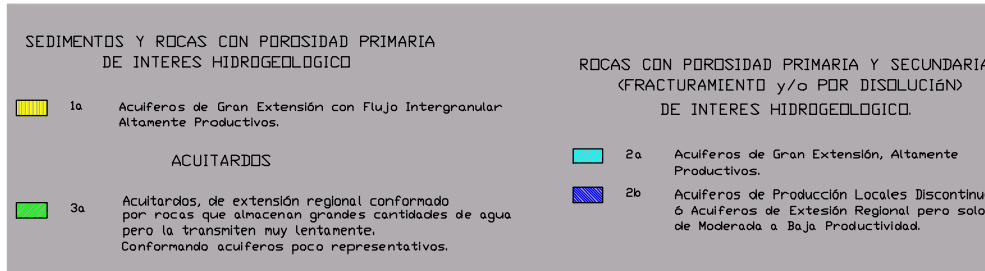 SEDIMENTOS Y ROCAS CON POROSIDAD PRIMARIA
DE INTERES HIDROGEOLOGICO
1a Acuiferos de Gran Extensión con Flujo Intergranular
Altamente Productivos.
ACUITARDOS
3a Acuitardos, de extensión regional conformado
por rocas que almacenan grandes cantidades de agua
pero la transmiten muy lentamente.
Conformando acuiferos poco representativos.
ROCAS CON POROSIDAD PRIMARIA Y SECUNDARIA
(FRACTURAMIENTO y/o POR DISOLUCIóN)
DE INTERES HIDROGEOLOGICO.
2a Acuiferos de Gran Extensión, Altamente
Productivos.
2b Acuiferos de Producción Locales Discontinu
ó Acuiferos de Extesión Regional pero solo
de Moderada a Baja Productividad.